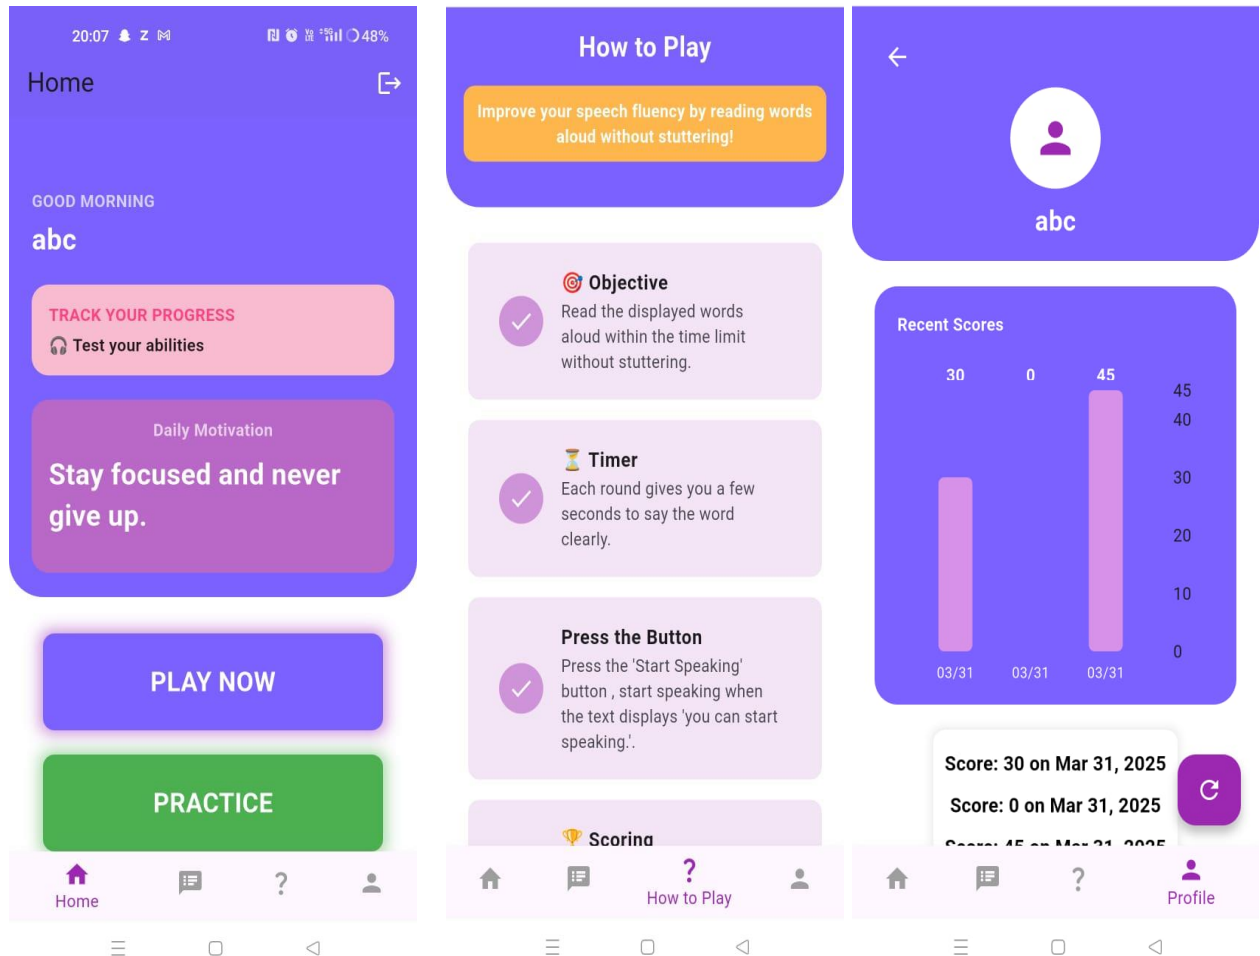 20:07 48%
Home
GOOD MORNING
abc
TRACK YOUR PROGRESS
🎧 Test your abilities
Daily Motivation
Stay focused and never
give up.
PLAY NOW
PRACTICE
Home
How to Play
Improve your speech fluency by reading words
aloud without stuttering!
🎯 Objective
Read the displayed words
aloud within the time limit
without stuttering.
⏳ Timer
Each round gives you a few
seconds to say the word
clearly.
Press the Button
Press the 'Start Speaking'
button , start speaking when
the text displays 'you can start
speaking.'.
🏆 Scoring
?
How to Play
abc
Recent Scores
30 0 45
45
40
30
20
10
0
03/31 03/31 03/31
Score: 30 on Mar 31, 2025
Score: 0 on Mar 31, 2025
Score: 45 on Mar 31, 2025
Profile